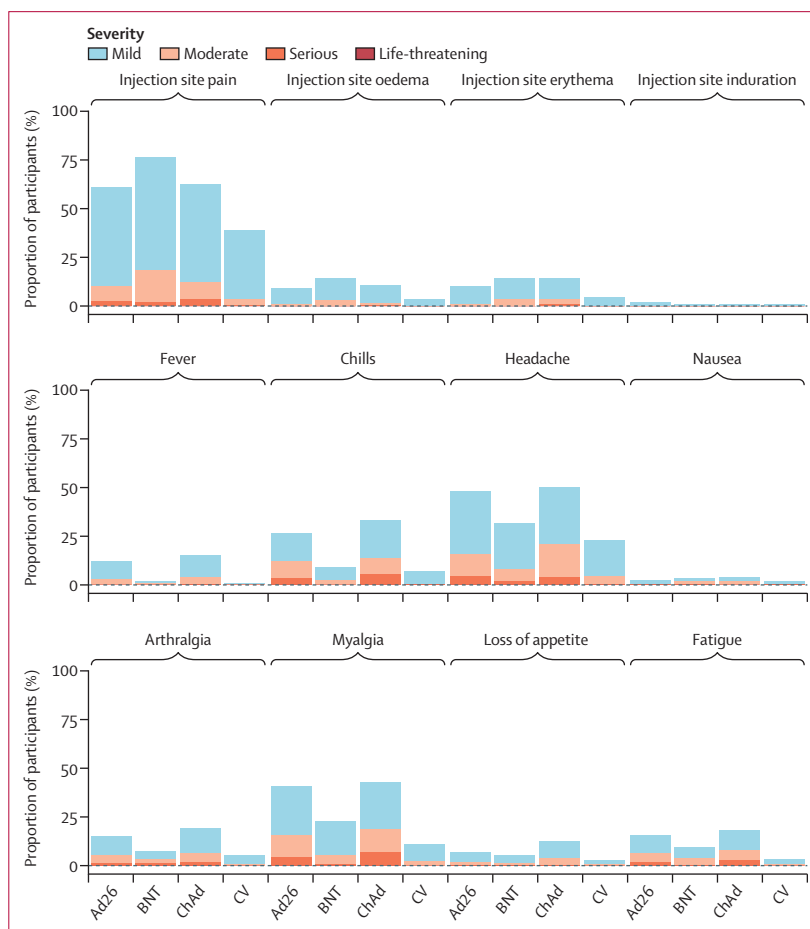 Severity
Mild Moderate Serious Life-threatening
Injection site pain Injection site oedema Injection site erythema Injection site induration
Proportion of participants (%)
100
75
50
25
0
Fever Chills Headache Nausea
Proportion of participants (%)
100
75
50
25
0
Arthralgia Myalgia Loss of appetite Fatigue
Proportion of participants (%)
100
75
50
25
0
Ad26 BNT ChAd CV Ad26 BNT ChAd CV Ad26 BNT ChAd CV Ad26 BNT ChAd CV